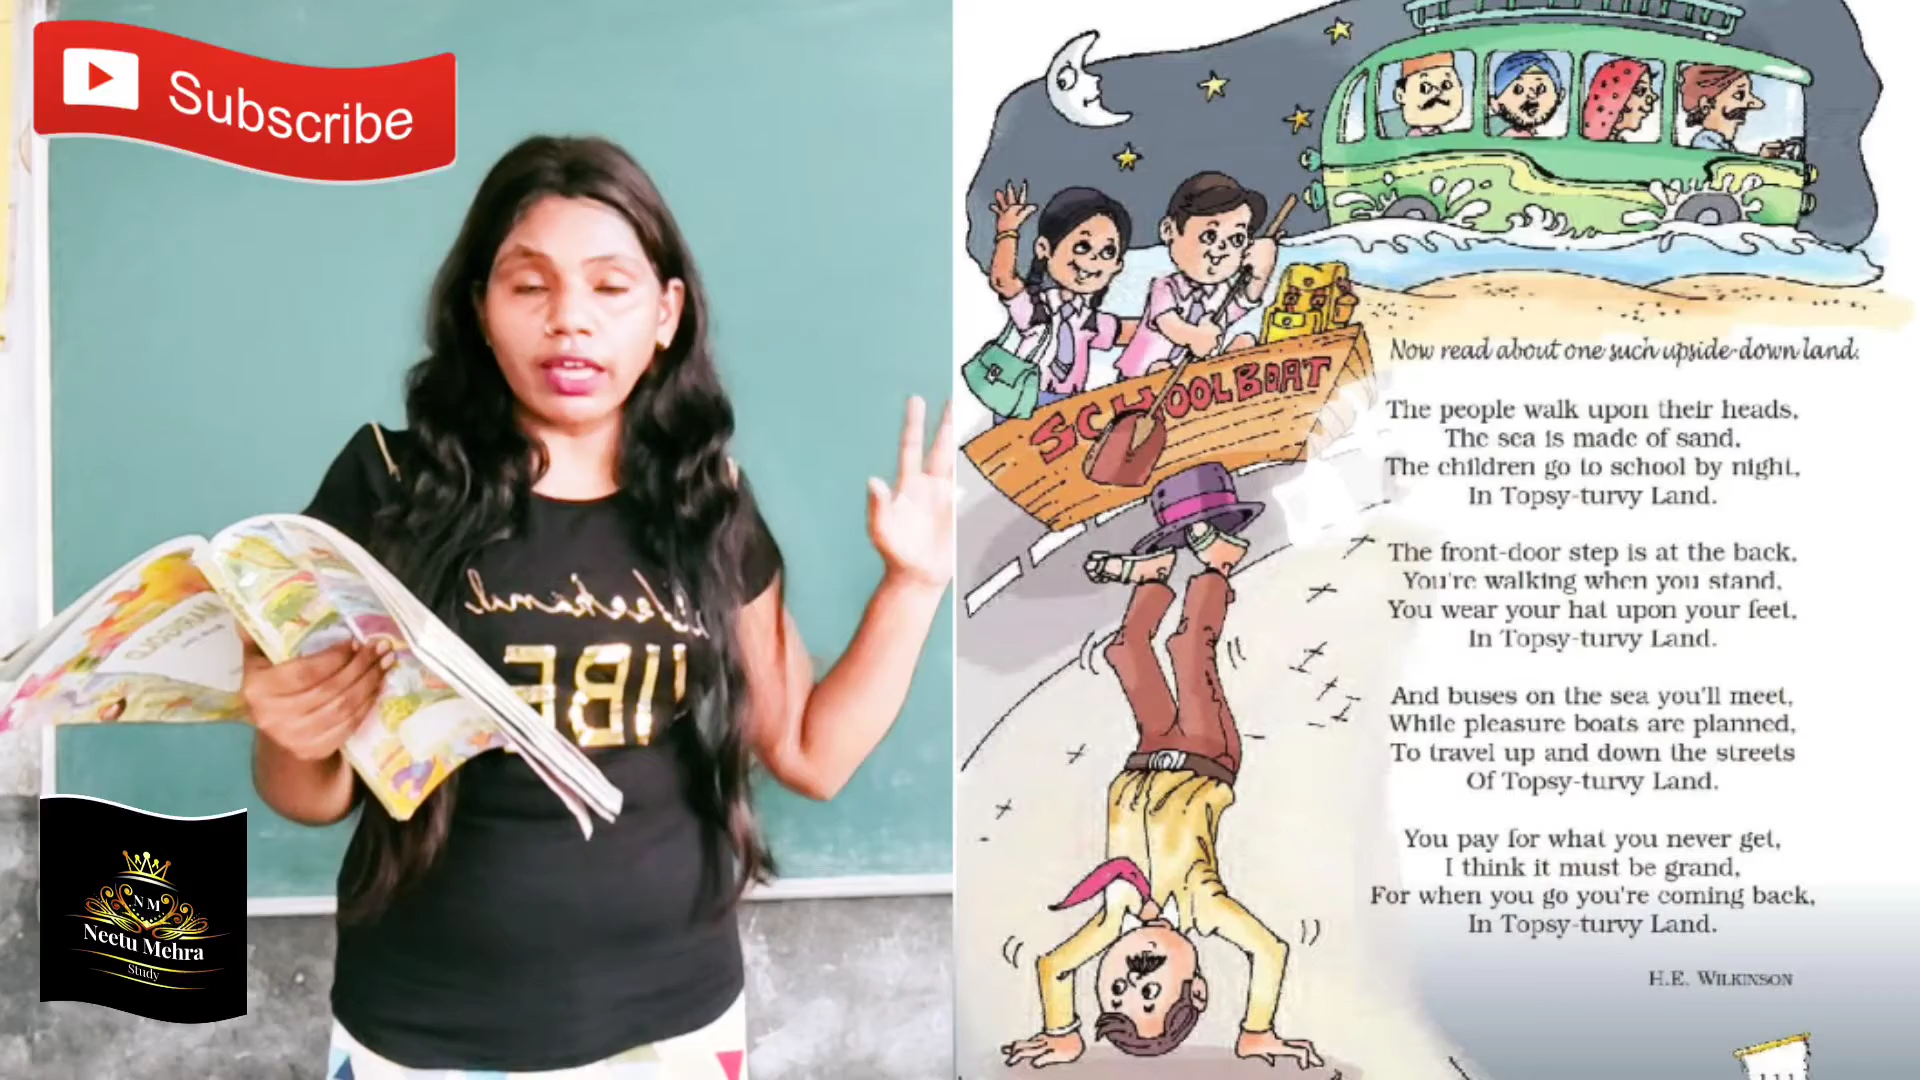 Subscribe
Weekend
VIBE
MARIGOLD
N M
Neetu Mehra
Study
SCHOOL BOAT
Now read about one such upside-down land.
The people walk upon their heads,
The sea is made of sand,
The children go to school by night,
In Topsy-turvy Land.
The front-door step is at the back,
You're walking when you stand,
You wear your hat upon your feet,
In Topsy-turvy Land.
And buses on the sea you'll meet,
While pleasure boats are planned,
To travel up and down the streets
Of Topsy-turvy Land.
You pay for what you never get,
I think it must be grand,
For when you go you're coming back,
In Topsy-turvy Land.
H.E. WILKINSON